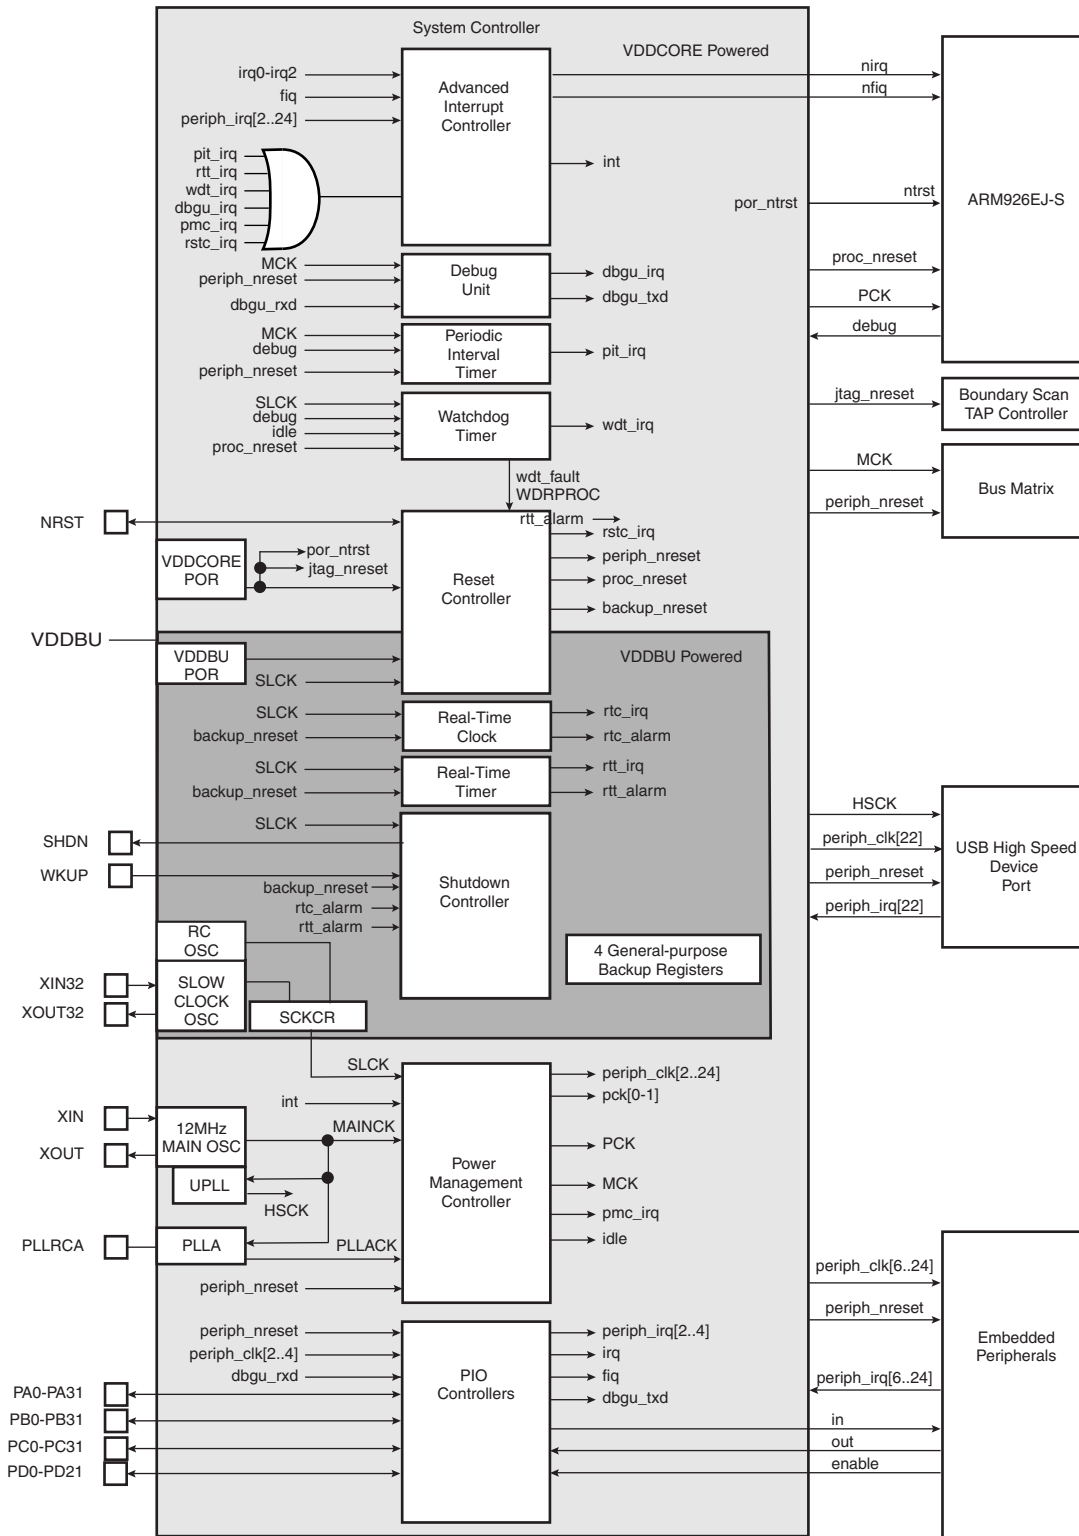 System Controller
VDDCORE Powered
irq0-irq2
fiq
periph_irq[2..24]
Advanced
Interrupt
Controller
nirq
nfiq
int
pit_irq
rtt_irq
wdt_irq
dbgu_irq
pmc_irq
rstc_irq
por_ntrst
ntrst
ARM926EJ-S
MCK
periph_nreset
dbgu_rxd
Debug
Unit
dbgu_irq
dbgu_txd
proc_nreset
PCK
debug
MCK
debug
periph_nreset
Periodic
Interval
Timer
pit_irq
SLCK
debug
idle
proc_nreset
Watchdog
Timer
wdt_irq
jtag_nreset
Boundary Scan
TAP Controller
wdt_fault
WDRPROC
MCK
periph_nreset
Bus Matrix
NRST
rtt_alarm
rstc_irq
periph_nreset
proc_nreset
backup_nreset
VDDCORE
POR
por_ntrst
jtag_nreset
Reset
Controller
VDDBU
VDDBU Powered
VDDBU
POR
SLCK
SLCK
backup_nreset
Real-Time
Clock
rtc_irq
rtc_alarm
SLCK
backup_nreset
Real-Time
Timer
rtt_irq
rtt_alarm
SLCK
SHDN
WKUP
backup_nreset
rtc_alarm
rtt_alarm
Shutdown
Controller
HSCK
periph_clk[22]
periph_nreset
periph_irq[22]
USB High Speed
Device
Port
RC
OSC
4 General-purpose
Backup Registers
XIN32
XOUT32
SLOW
CLOCK
OSC
SCKCR
SLCK
int
XIN
XOUT
12MHz
MAIN OSC
MAINCK
UPLL
HSCK
PLLRCA
PLLA
PLLACK
periph_nreset
Power
Management
Controller
periph_clk[2..24]
pck[0-1]
PCK
MCK
pmc_irq
idle
periph_clk[6..24]
periph_nreset
periph_irq[6..24]
in
out
enable
Embedded
Peripherals
periph_nreset
periph_clk[2..4]
dbgu_rxd
PIO
Controllers
periph_irq[2..4]
irq
fiq
dbgu_txd
PA0-PA31
PB0-PB31
PC0-PC31
PD0-PD21